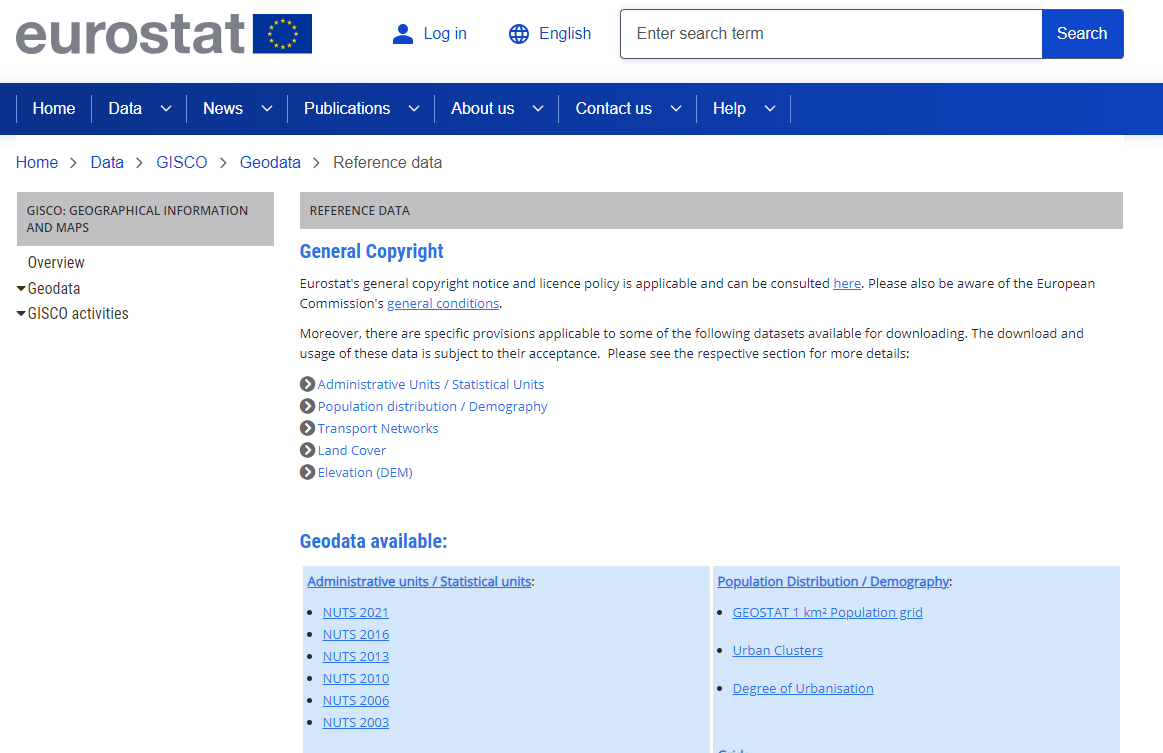 eurostat
Log in
English
Enter search term
Search
Home
Data
News
Publications
About us
Contact us
Help
Home > Data > GISCO > Geodata > Reference data
GISCO: GEOGRAPHICAL INFORMATION
AND MAPS
Overview
Geodata
GISCO activities
REFERENCE DATA
General Copyright
Eurostat's general copyright notice and licence policy is applicable and can be consulted here. Please also be aware of the European
Commission's general conditions.
Moreover, there are specific provisions applicable to some of the following datasets available for downloading. The download and
usage of these data is subject to their acceptance.  Please see the respective section for more details:
Administrative Units / Statistical Units
Population distribution / Demography
Transport Networks
Land Cover
Elevation (DEM)
Geodata available:
Administrative units / Statistical units:
NUTS 2021
NUTS 2016
NUTS 2013
NUTS 2010
NUTS 2006
NUTS 2003
Population Distribution / Demography:
GEOSTAT 1 km² Population grid
Urban Clusters
Degree of Urbanisation